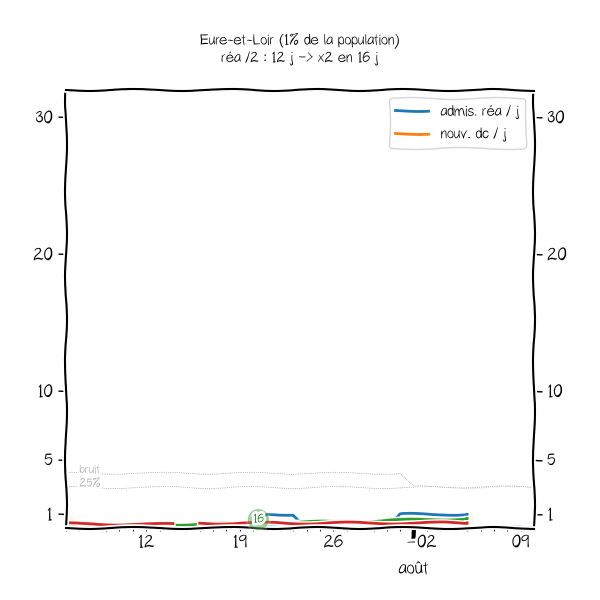 Eure-et-Loir (1% de la population)
réa /2 : 12 j -> x2 en 16 j
admis. réa / j
nouv. dc / j
30
30
20
20
10
10
5
5
bruit
25%
1
16
1
12
19
26
02
09
août